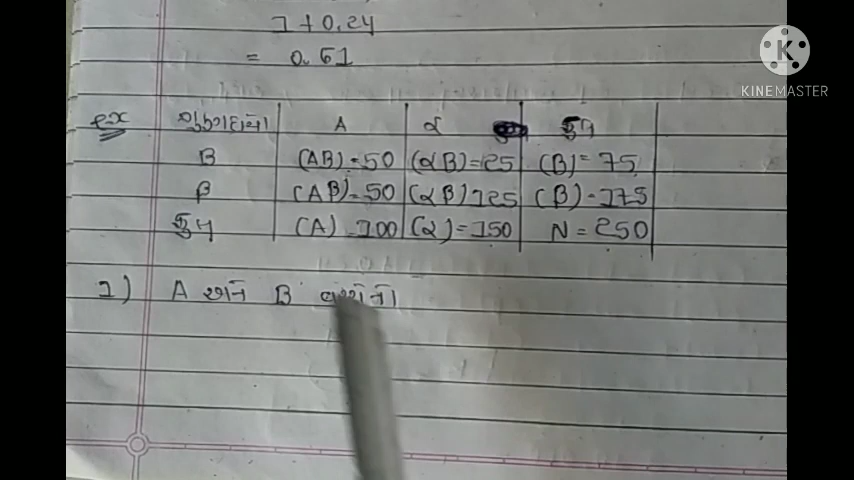 1 + 0.24
= 0.61
K
KINEMASTER
ex ગુણધર્મો A α કુલ
B (AB) = 50 (αB) = 25 (B) = 75
β (Aβ) = 50 (αβ) 125 (β) = 175
કુલ (A) = 100 (α) = 150 N = 250
1) A અને B વચ્ચેનો